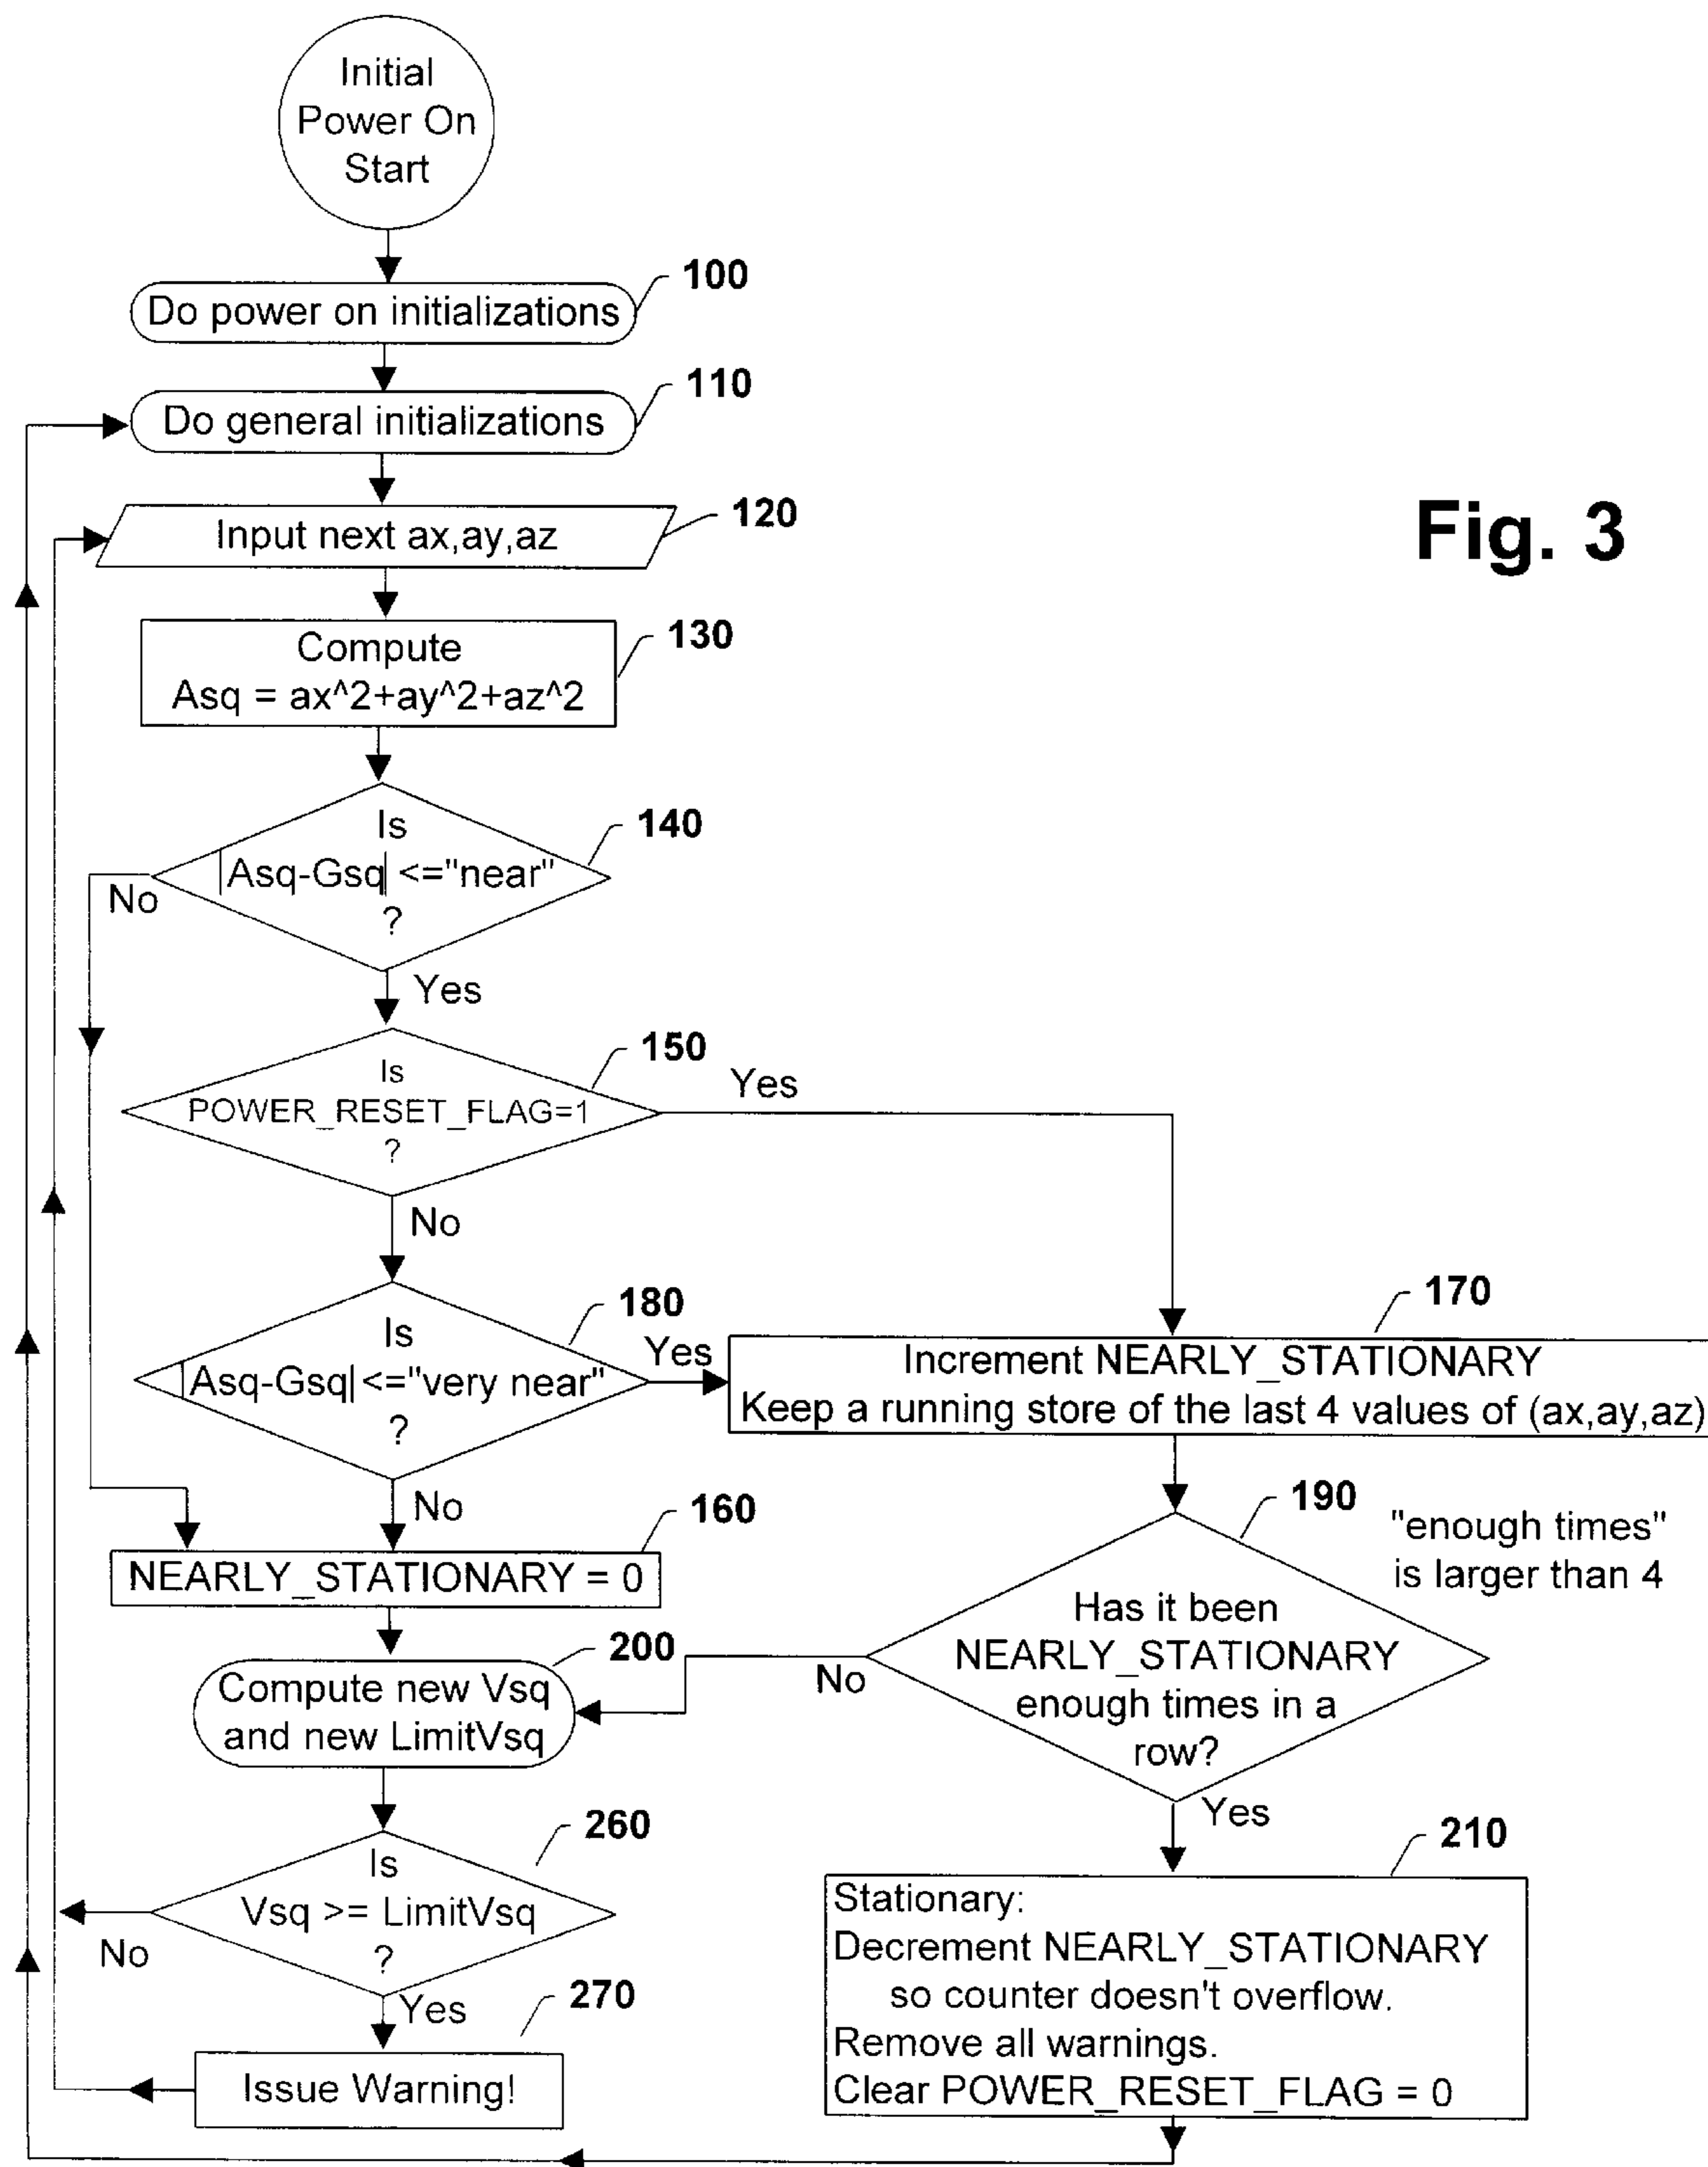 Initial
Power On
Start
100
Do power on initializations
110
Do general initializations
Fig. 3
120
Input next ax,ay,az
130
Compute
Asq = ax^2+ay^2+az^2
140
Is
|Asq-Gsq| <="near"
?
No
Yes
150
Is
POWER_RESET_FLAG=1
?
Yes
No
180
Is
|Asq-Gsq|<="very near"
?
Yes
170
Increment NEARLY_STATIONARY
Keep a running store of the last 4 values of (ax,ay,az)
No
160
NEARLY_STATIONARY = 0
190
"enough times"
is larger than 4
Has it been
NEARLY_STATIONARY
enough times in a
row?
No
Yes
200
Compute new Vsq
and new LimitVsq
260
Is
Vsq >= LimitVsq
?
No
Yes
210
Stationary:
Decrement NEARLY_STATIONARY
so counter doesn't overflow.
Remove all warnings.
Clear POWER_RESET_FLAG = 0
270
Issue Warning!